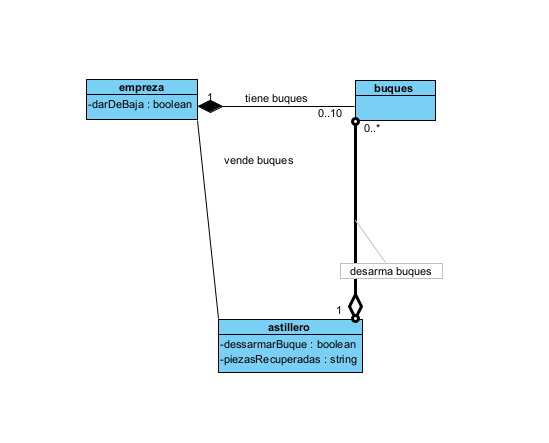 empreza
-darDeBaja : boolean
1
tiene buques
0..10
buques
0..*
vende buques
desarma buques
1
astillero
-dessarmarBuque : boolean
-piezasRecuperadas : string